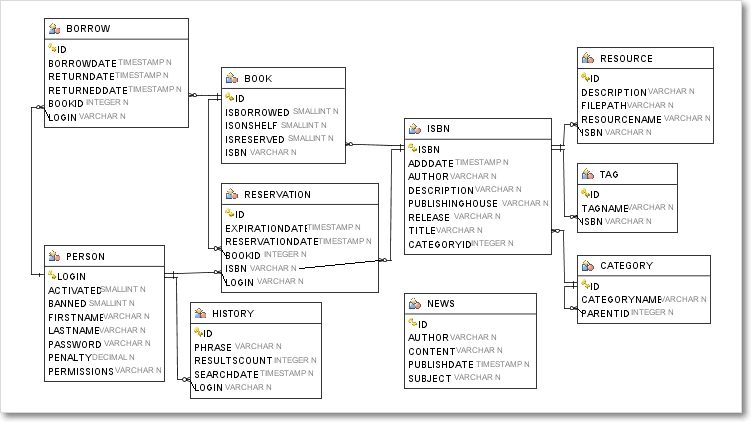 BORROW
ID
BORROWDATE TIMESTAMP N
RETURNDATE TIMESTAMP N
RETURNEDDATE TIMESTAMP N
BOOKID INTEGER N
LOGIN VARCHAR N
BOOK
ID
ISBORROWED SMALLINT N
ISONSHELF SMALLINT N
ISRESERVED SMALLINT N
ISBN VARCHAR N
RESERVATION
ID
EXPIRATIONDATE TIMESTAMP N
RESERVATIONDATE TIMESTAMP N
BOOKID INTEGER N
ISBN VARCHAR N
LOGIN VARCHAR N
PERSON
LOGIN
ACTIVATED SMALLINT N
BANNED SMALLINT N
FIRSTNAME VARCHAR N
LASTNAME VARCHAR N
PASSWORD VARCHAR N
PENALTY DECIMAL N
PERMISSIONS VARCHAR N
HISTORY
ID
PHRASE VARCHAR N
RESULTSCOUNT INTEGER N
SEARCHDATE TIMESTAMP N
LOGIN VARCHAR N
ISBN
ISBN
ADDDATE TIMESTAMP N
AUTHOR VARCHAR N
DESCRIPTION VARCHAR N
PUBLISHINGHOUSE VARCHAR N
RELEASE VARCHAR N
TITLE VARCHAR N
CATEGORYID INTEGER N
NEWS
ID
AUTHOR VARCHAR N
CONTENT VARCHAR N
PUBLISHDATE TIMESTAMP N
SUBJECT VARCHAR N
RESOURCE
ID
DESCRIPTION VARCHAR N
FILEPATH VARCHAR N
RESOURCENAME VARCHAR N
ISBN VARCHAR N
TAG
ID
TAGNAME VARCHAR N
ISBN VARCHAR N
CATEGORY
ID
CATEGORYNAME VARCHAR N
PARENTID INTEGER N